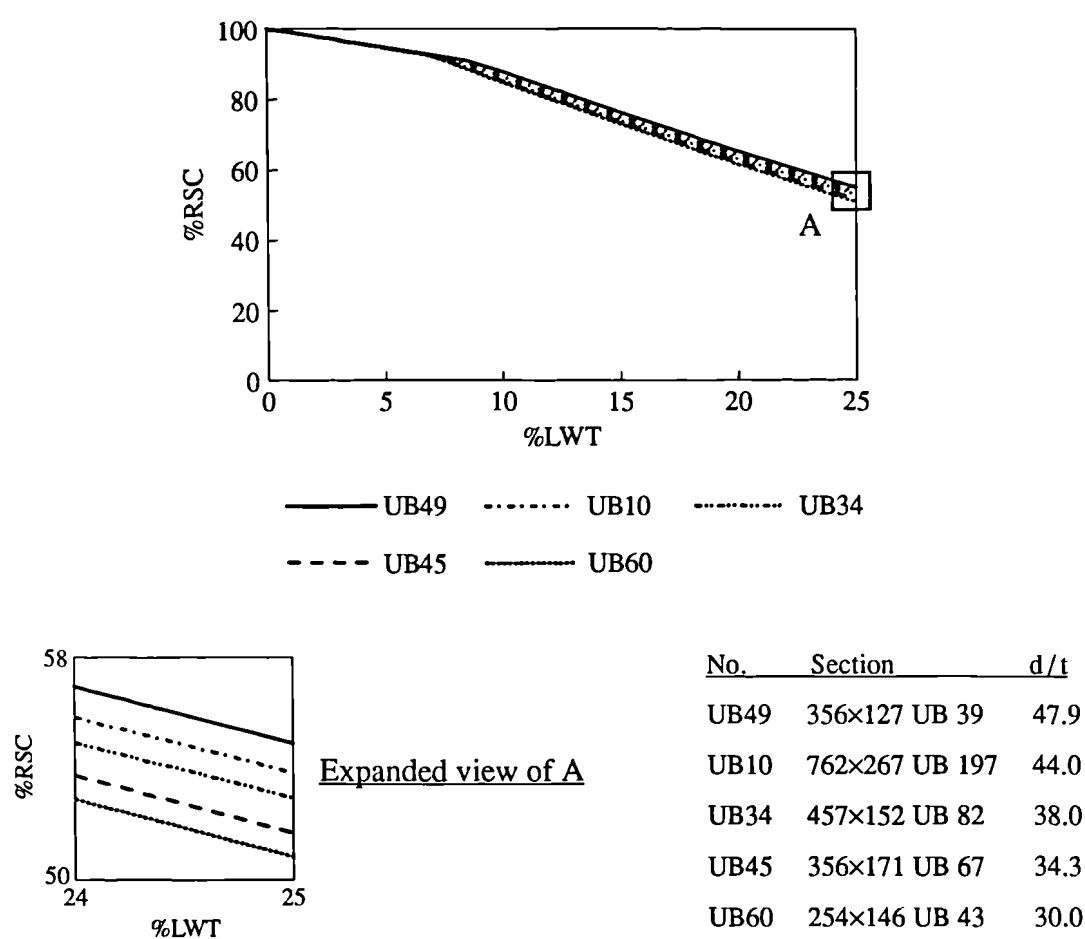 100
80
60
40
20
0
%RSC
A
0 5 10 15 20 25
%LWT
UB49 UB10 UB34
UB45 UB60
58
50
%RSC
24 25
%LWT
Expanded view of A
No. Section d/t
UB49 356×127 UB 39 47.9
UB10 762×267 UB 197 44.0
UB34 457×152 UB 82 38.0
UB45 356×171 UB 67 34.3
UB60 254×146 UB 43 30.0